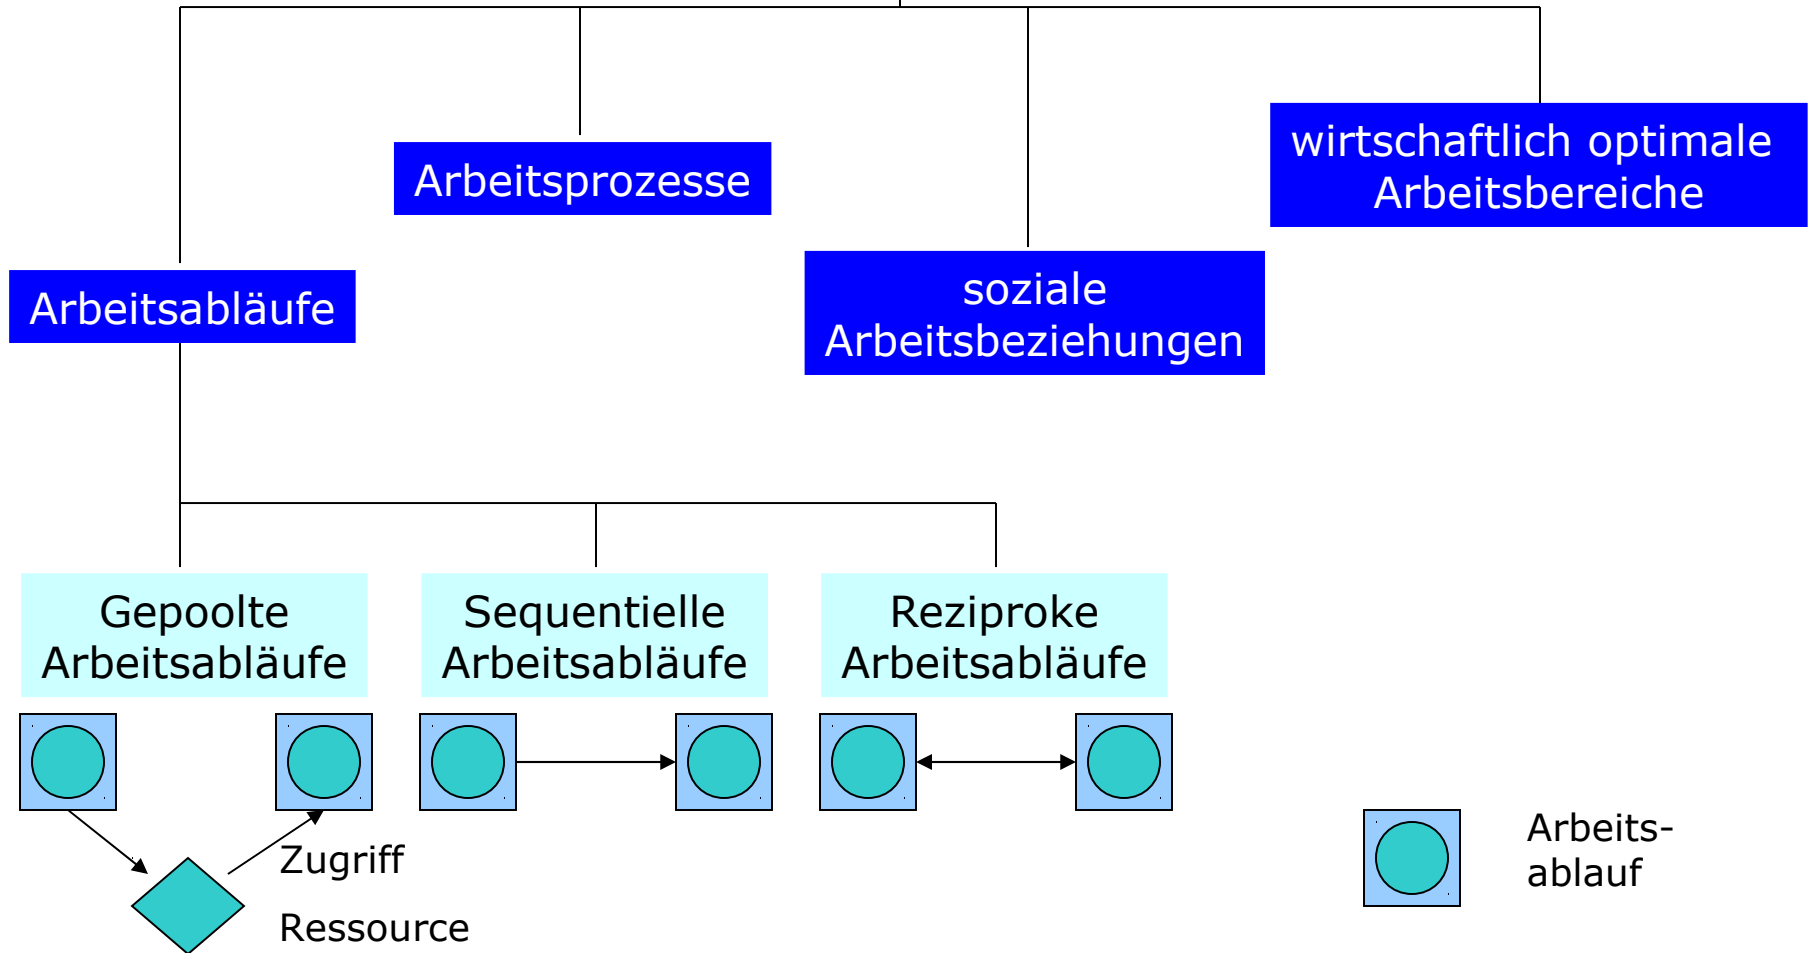 wirtschaftlich optimale
Arbeitsbereiche
Arbeitsprozesse
soziale
Arbeitsbeziehungen
Arbeitsabläufe
Gepoolte
Arbeitsabläufe
Sequentielle
Arbeitsabläufe
Reziproke
Arbeitsabläufe
Zugriff
Ressource
Arbeits-
ablauf